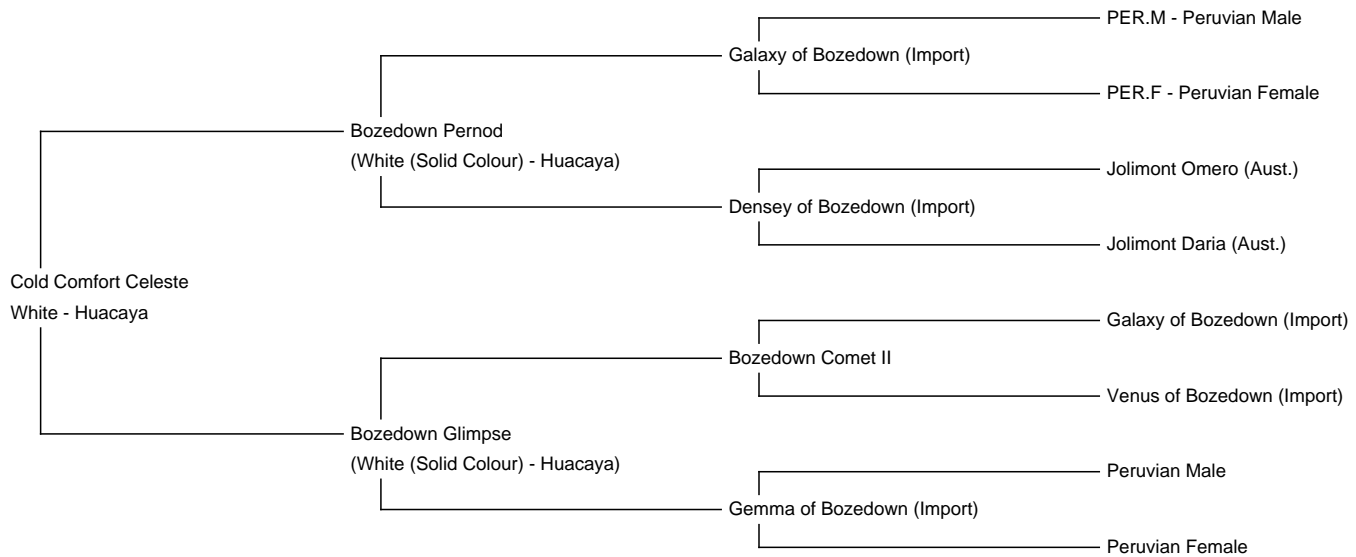 PER.M - Peruvian Male
Galaxy of Bozedown (Import)
PER.F - Peruvian Female
Bozedown Pernod
(White (Solid Colour) - Huacaya)
Jolimont Omero (Aust.)
Densey of Bozedown (Import)
Jolimont Daria (Aust.)
Cold Comfort Celeste
White - Huacaya
Galaxy of Bozedown (Import)
Bozedown Comet II
Venus of Bozedown (Import)
Bozedown Glimpse
(White (Solid Colour) - Huacaya)
Peruvian Male
Gemma of Bozedown (Import)
Peruvian Female